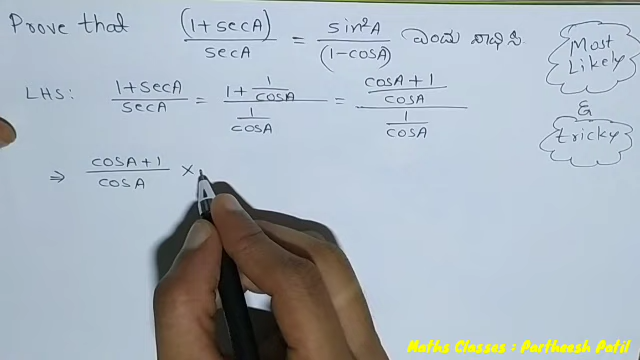 Prove that (1+secA)/secA = sin²A/(1-cosA) ಎಂದು ಸಾಧಿಸಿ.
Most Likely
&
tricky
LHS: 1+secA/secA = 1+1/cosA/1/cosA = cosA+1/cosA/1/cosA
⇒ cosA+1/cosA ×
Maths Classes : Partheesh Patil